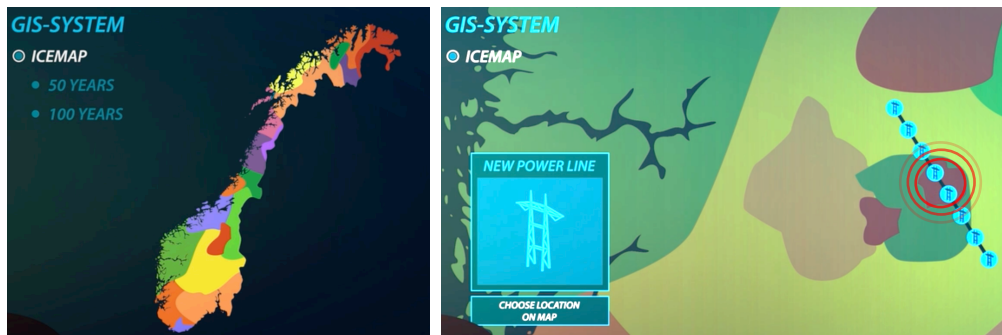 GIS-SYSTEM
ICEMAP
50 YEARS
100 YEARS
GIS-SYSTEM
ICEMAP
NEW POWER LINE
CHOOSE LOCATION
ON MAP